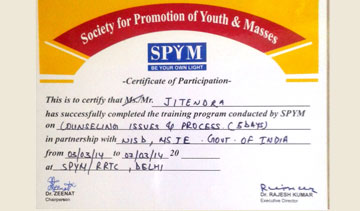 Society for Promotion of Youth & Masses
SPYM
BE YOUR OWN LIGHT
-Certificate of Participation-
This is to certify that Ms./Mr. JITENDRA
has successfully completed the training program conducted by SPYM
on COUNSELING ISSUES & PROCESS (5 DAYS)
in partnership with NISD, MSJE. GOVT. OF INDIA
from 03/03/14 to 07/03/14 20
at SPYM/RRTC, DELHI
Dr. ZEENAT
Chairperson
Dr. RAJESH KUMAR
Executive Director